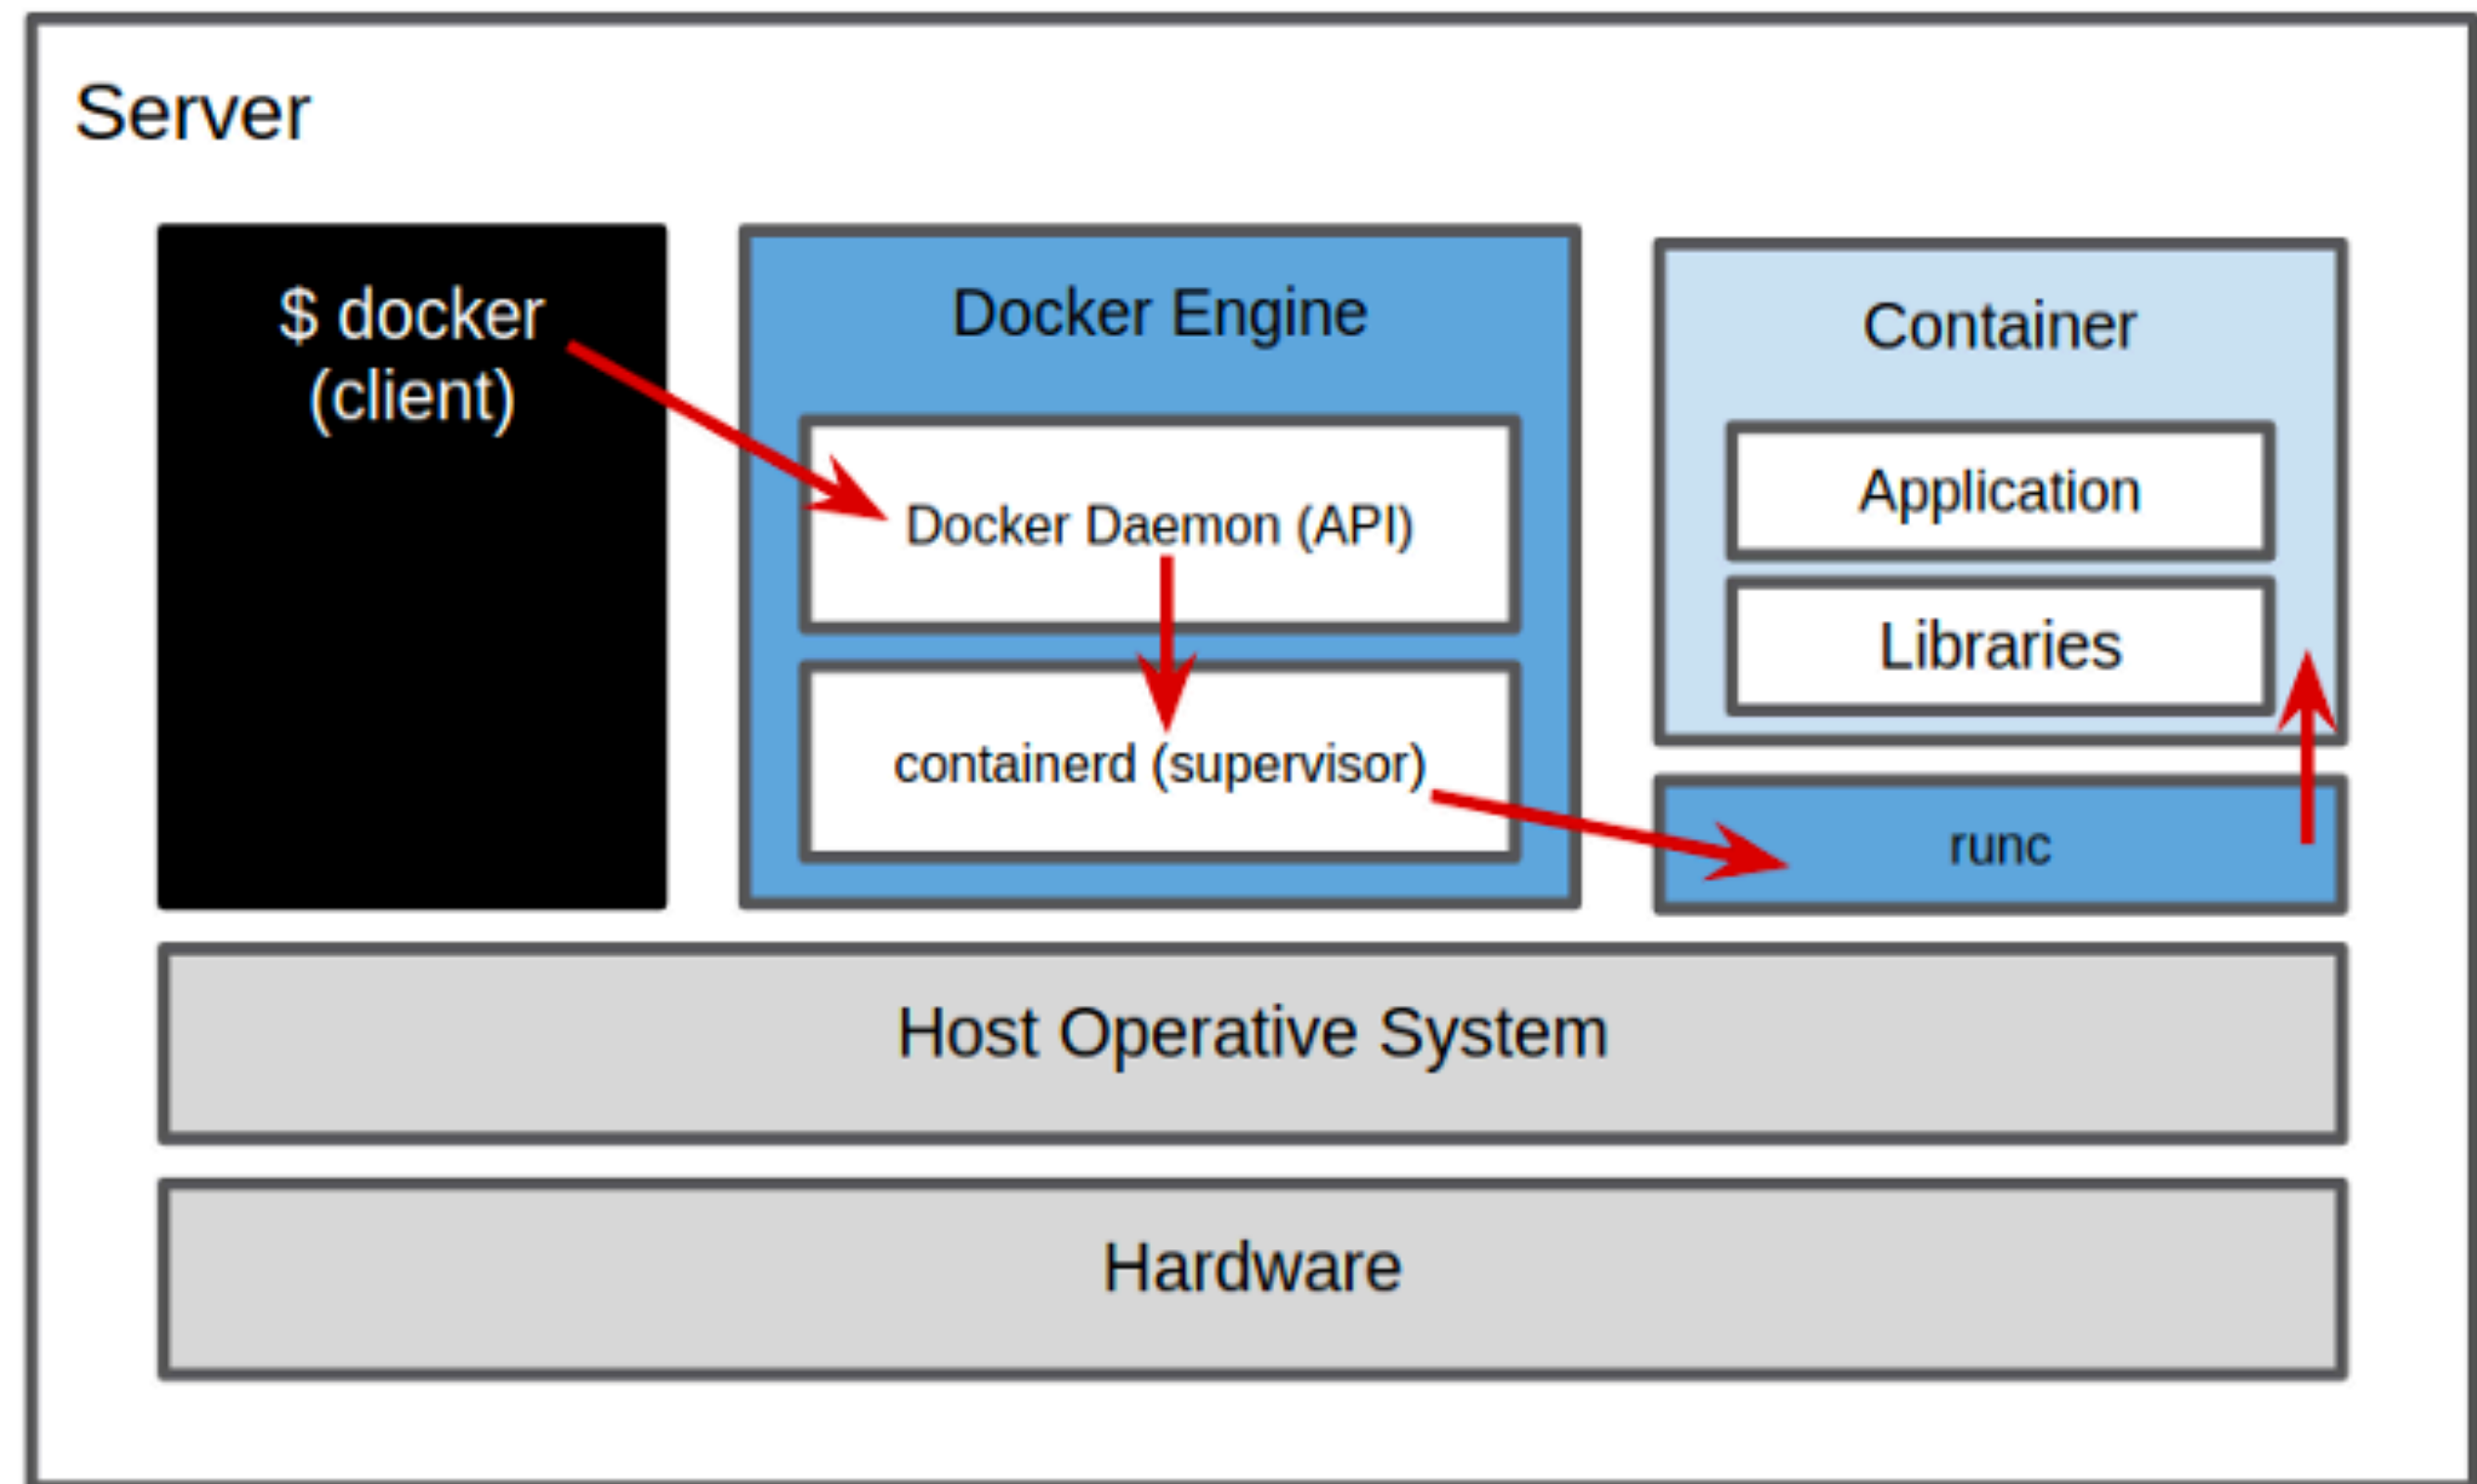 Server
$ docker
(client)
Docker Engine
Docker Daemon (API)
containerd (supervisor)
Container
Application
Libraries
runc
Host Operative System
Hardware